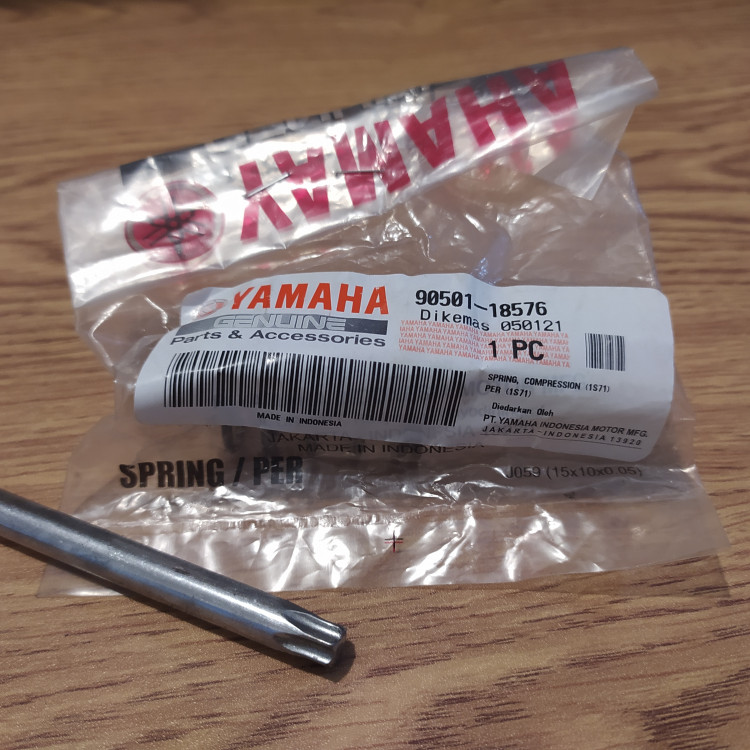 YAMAHA
YAMAHA
GENUINE
Parts & Accessories
90501-18576
Dikemas 050121
1 PC
SPRING, COMPRESSION (1S71)
PER (1S71)
Diedarkan Oleh
PT.YAMAHA INDONESIA MOTOR MFG.
JAKARTA-INDONESIA 13920
MADE IN INDONESIA
JAKARTA
MADE IN INDONESIA
SPRING / PER
J059 (15x10x0.05)